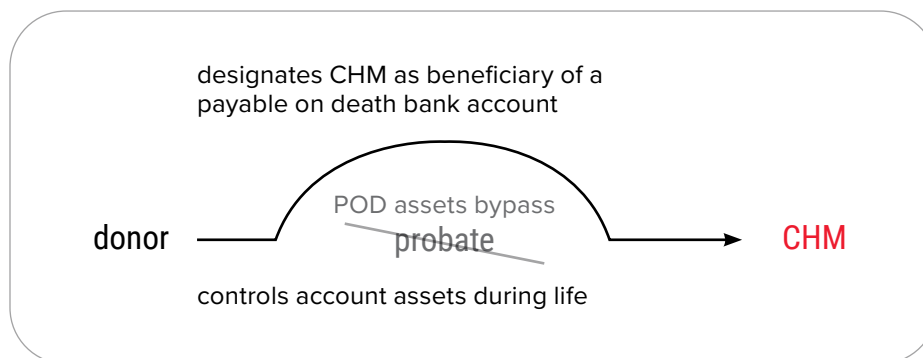 designates CHM as beneficiary of a
payable on death bank account
POD assets bypass
donor probate CHM
controls account assets during life